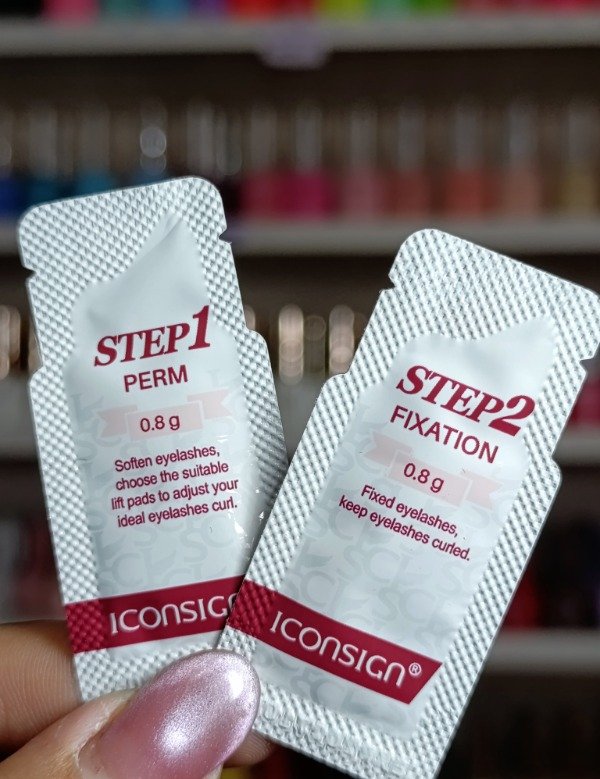 STEP1
PERM
0.8 g
Soften eyelashes,
choose the suitable
lift pads to adjust your
ideal eyelashes curl.
ICONSIG
STEP2
FIXATION
0.8 g
Fixed eyelashes,
keep eyelashes curled.
ICONSIGN®